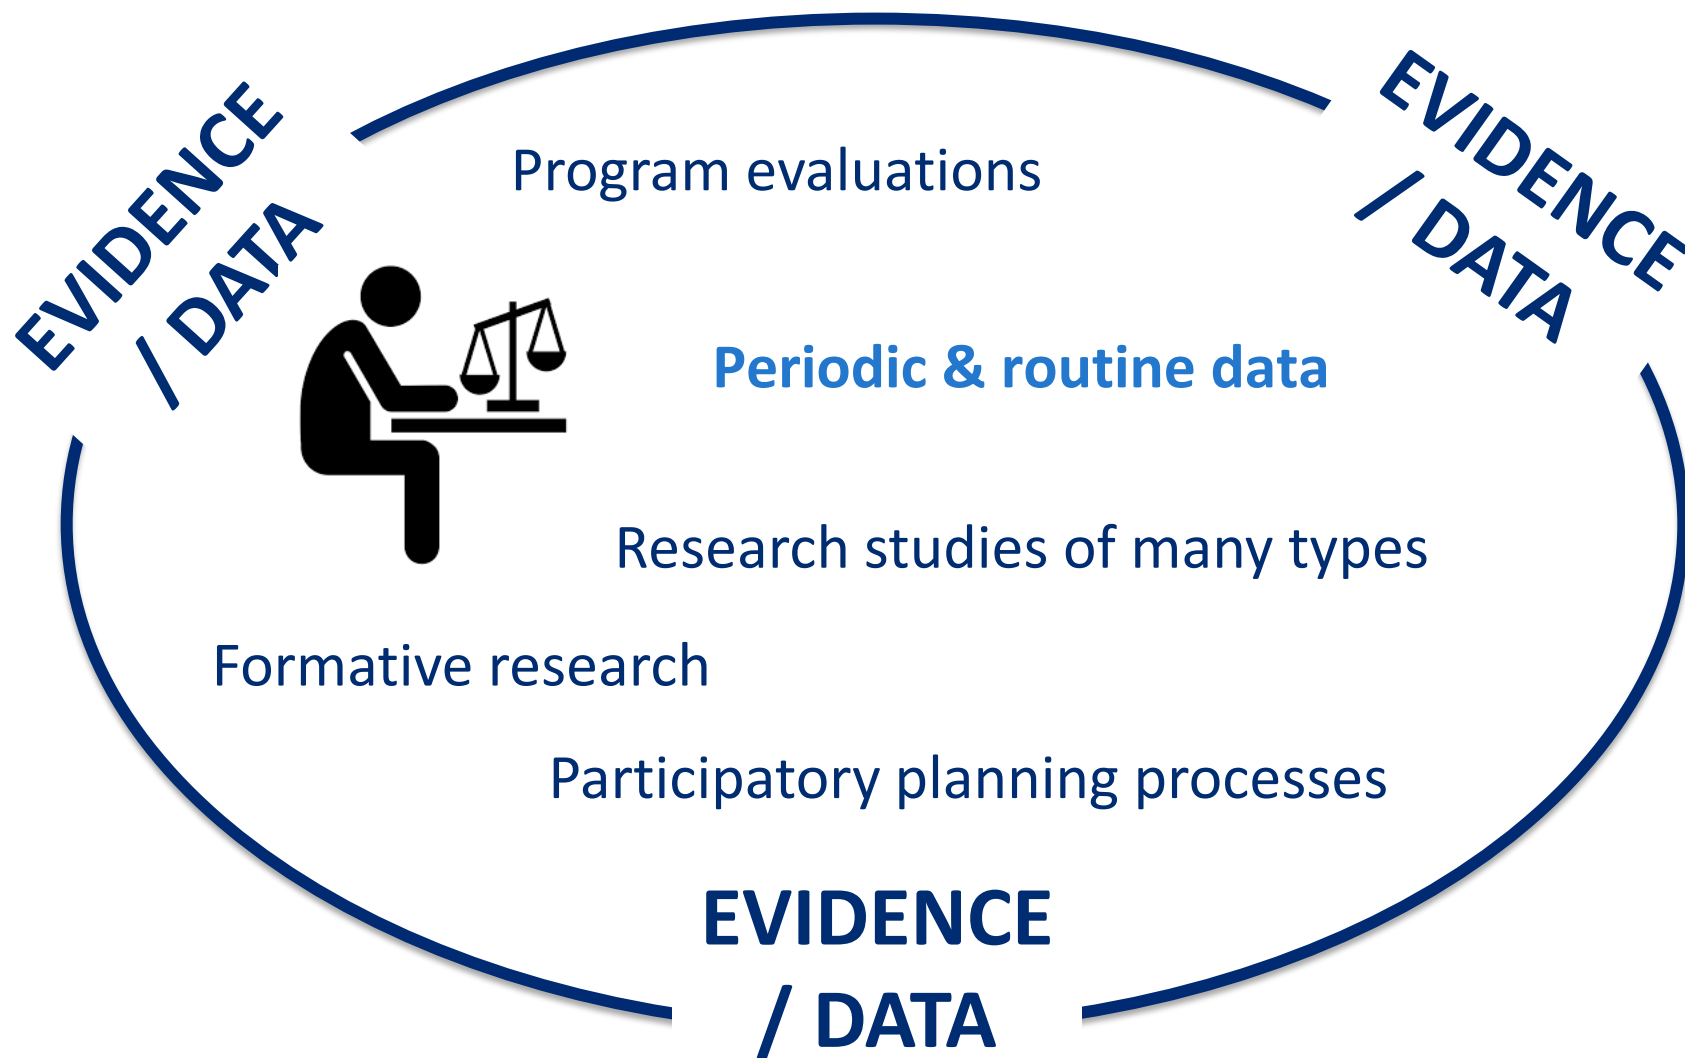 EVIDENCE
/ DATA
EVIDENCE
/ DATA
Program evaluations
Periodic & routine data
Research studies of many types
Formative research
Participatory planning processes
EVIDENCE
/ DATA